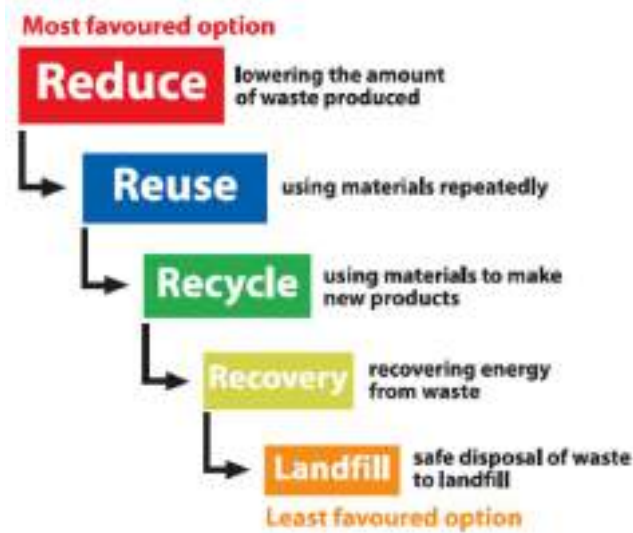 Most favoured option
Reduce
lowering the amount
of waste produced
Reuse
using materials repeatedly
Recycle
using materials to make
new products
Recovery
recovering energy
from waste
Landfill
safe disposal of waste
to landfill
Least favoured option